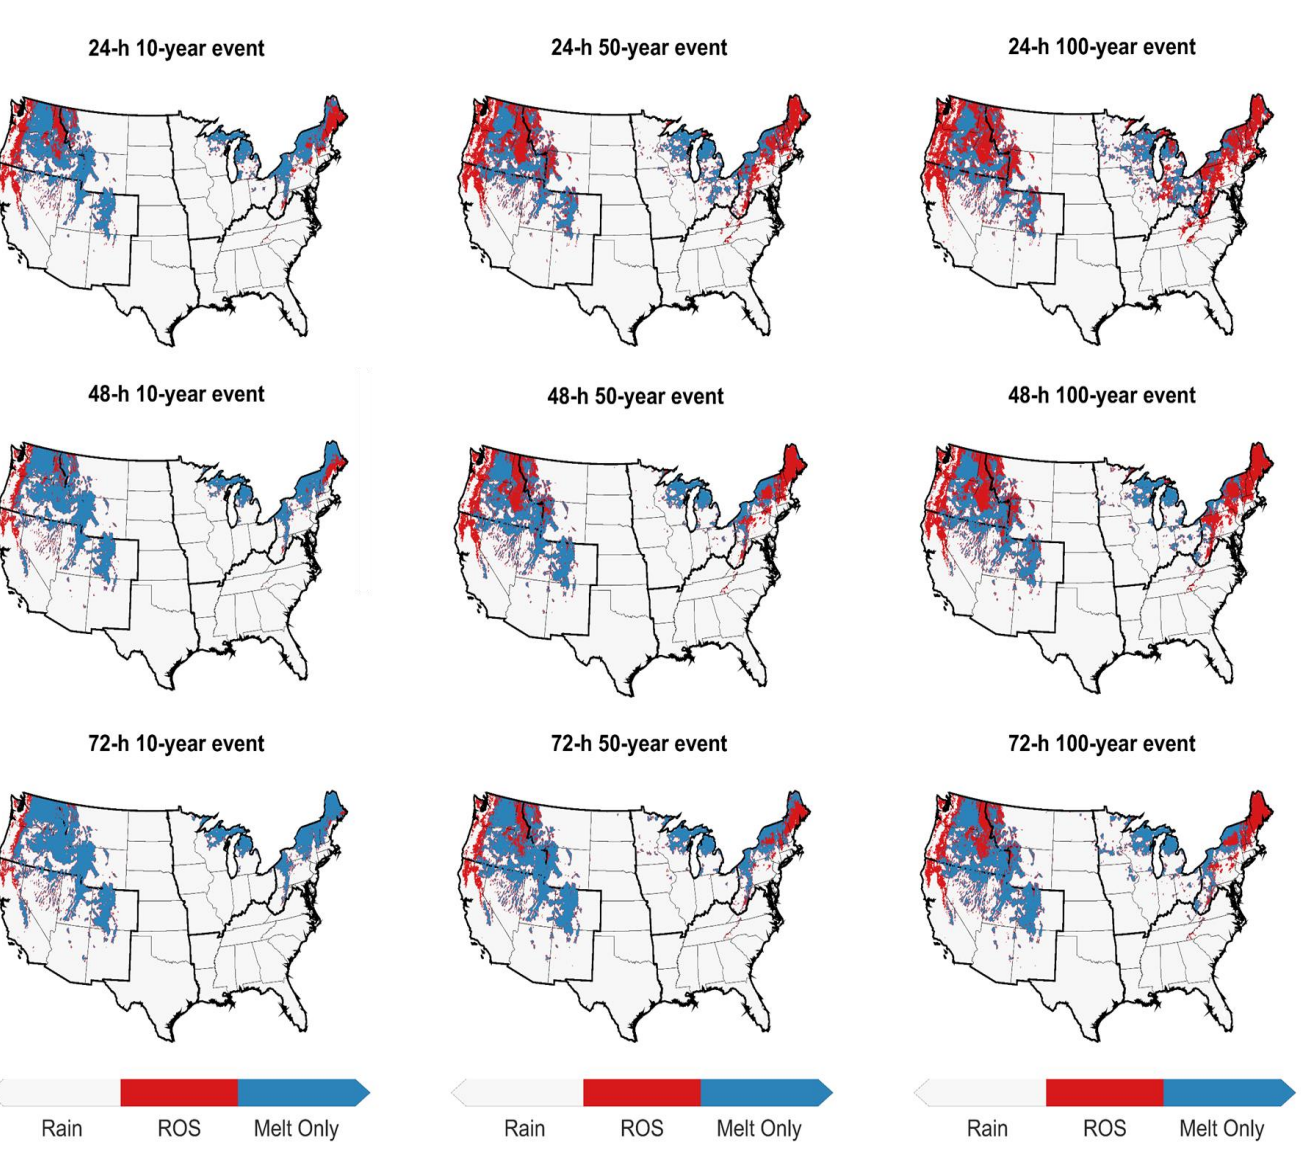 24-h 10-year event
24-h 50-year event
24-h 100-year event
48-h 10-year event
48-h 50-year event
48-h 100-year event
72-h 10-year event
72-h 50-year event
72-h 100-year event
Rain ROS Melt Only
Rain ROS Melt Only
Rain ROS Melt Only